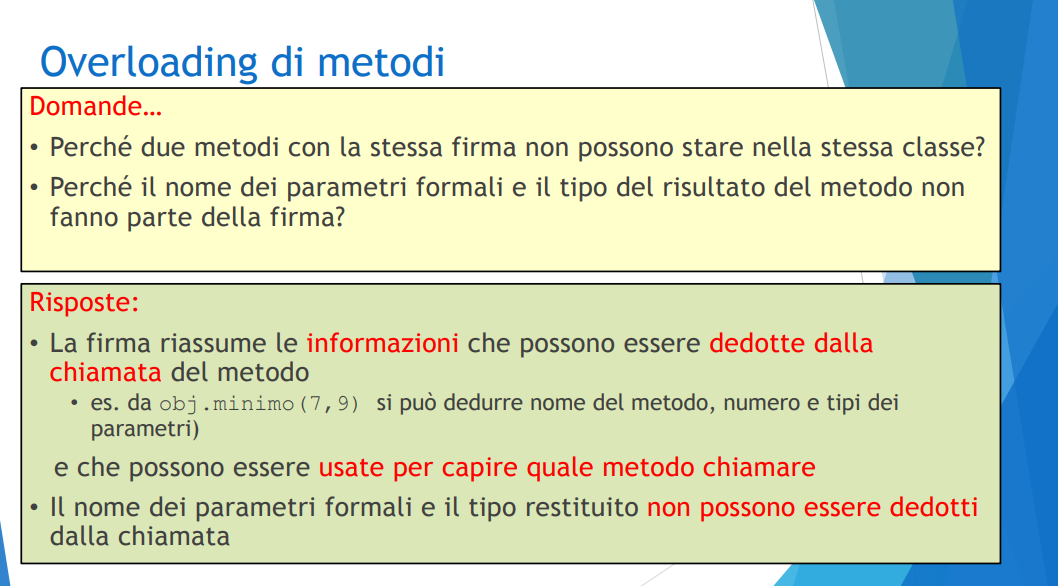 Overloading di metodi
Domande…
• Perché due metodi con la stessa firma non possono stare nella stessa classe?
• Perché il nome dei parametri formali e il tipo del risultato del metodo non
fanno parte della firma?
Risposte:
• La firma riassume le informazioni che possono essere dedotte dalla
chiamata del metodo
• es. da obj.minimo(7,9) si può dedurre nome del metodo, numero e tipi dei
parametri)
e che possono essere usate per capire quale metodo chiamare
• Il nome dei parametri formali e il tipo restituito non possono essere dedotti
dalla chiamata